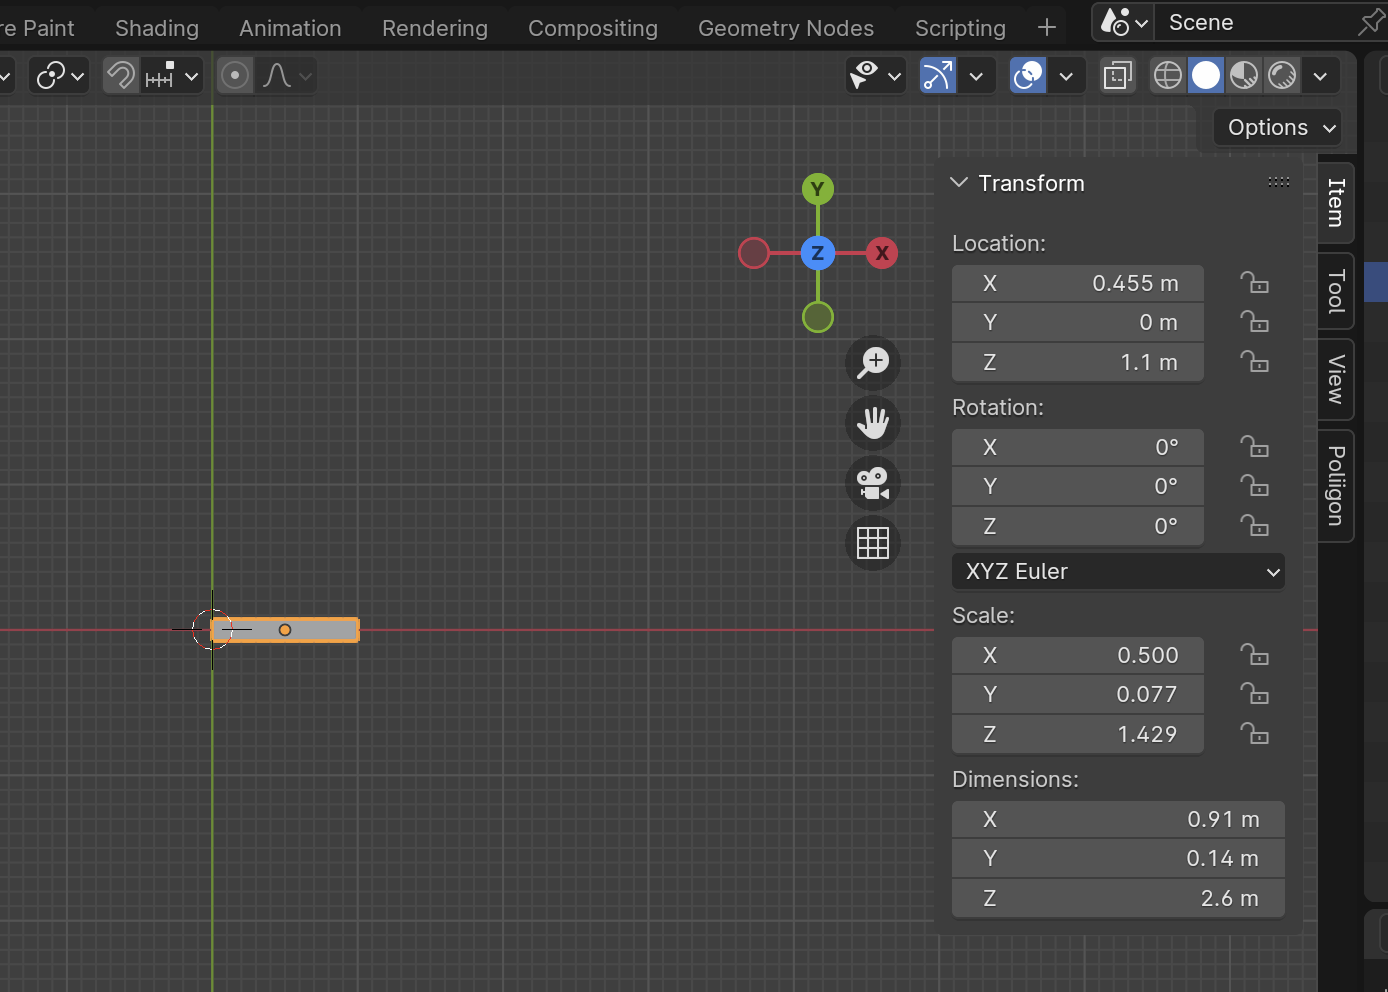 re Paint Shading Animation Rendering Compositing Geometry Nodes Scripting + Scene
Options
Y
Z X
Transform
Location:
X 0.455 m
Y 0 m
Z 1.1 m
Rotation:
X 0°
Y 0°
Z 0°
XYZ Euler
Scale:
X 0.500
Y 0.077
Z 1.429
Dimensions:
X 0.91 m
Y 0.14 m
Z 2.6 m
Item
Tool
View
Poliigon